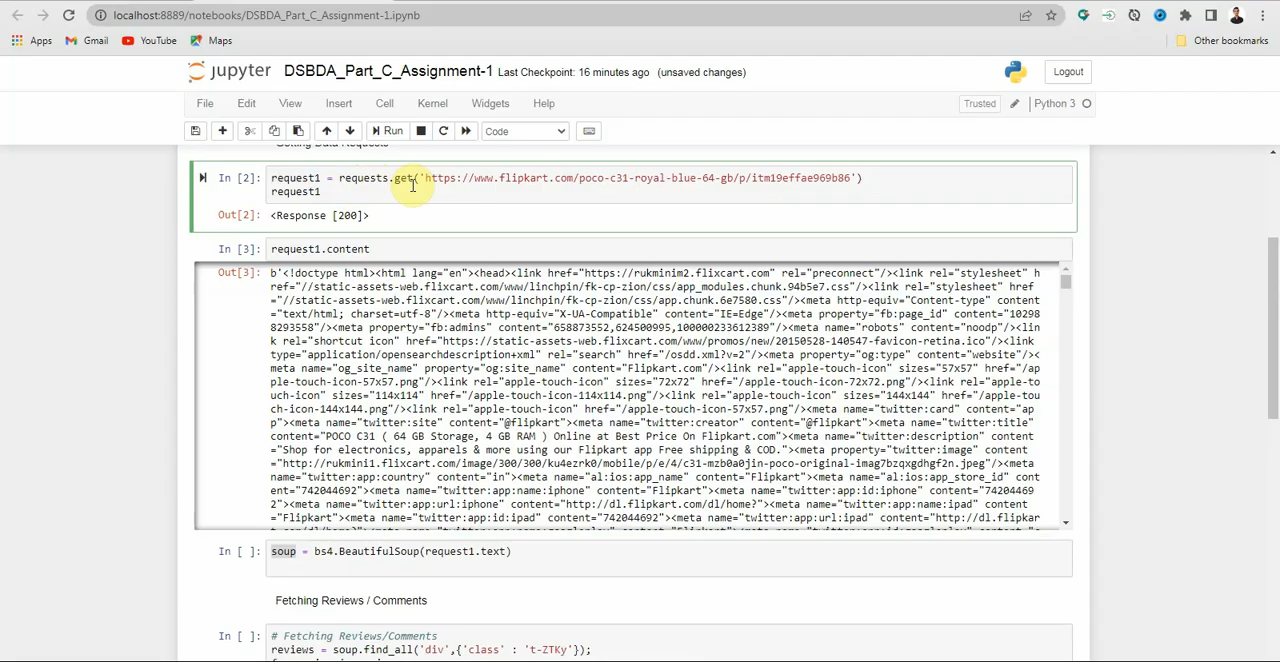 localhost:8889/notebooks/DSBDA_Part_C_Assignment-1.ipynb
Apps Gmail YouTube Maps Other bookmarks
jupyter DSBDA_Part_C_Assignment-1 Last Checkpoint: 16 minutes ago (unsaved changes) Logout
File Edit View Insert Cell Kernel Widgets Help Trusted Python 3
Run Code
Getting Data Requests
In [2]: request1 = requests.get('https://www.flipkart.com/poco-c31-royal-blue-64-gb/p/itm19effae969b86')
request1
Out[2]: <Response [200]>
In [3]: request1.content
Out[3]: b'<!doctype html><html lang="en"><head><link href="https://rukminim2.flixcart.com" rel="preconnect"/><link rel="stylesheet" h
ef="//static-assets-web.flixcart.com/www/linchpin/fk-cp-zion/css/app_modules.chunk.94b5e7.css"/><link rel="stylesheet" href
="//static-assets-web.flixcart.com/www/linchpin/fk-cp-zion/css/app.chunk.6e7580.css"/><meta http-equiv="Content-type" content
="text/html; charset=utf-8"/><meta http-equiv="X-UA-Compatible" content="IE=Edge"/><meta property="fb:page_id" content="10298
8293558"/><meta property="fb:admins" content="658873552,624500995,100000233612389"/><meta name="robots" content="noodp"/><lin
k rel="shortcut icon" href="https://static-assets-web.flixcart.com/www/promos/new/20150528-140547-favicon-retina.ico"/><link
type="application/opensearchdescription+xml" rel="search" href="/osdd.xml?v=2"/><meta property="og:type" content="website"/><
meta name="og_site_name" property="og:site_name" content="Flipkart.com"/><link rel="apple-touch-icon" sizes="57x57" href="/ap
ple-touch-icon-57x57.png"/><link rel="apple-touch-icon" sizes="72x72" href="/apple-touch-icon-72x72.png"/><link rel="apple-to
uch-icon" sizes="114x114" href="/apple-touch-icon-114x114.png"/><link rel="apple-touch-icon" sizes="144x144" href="/apple-tou
ch-icon-144x144.png"/><link rel="apple-touch-icon" href="/apple-touch-icon-57x57.png"/><meta name="twitter:card" content="ap
p"><meta name="twitter:site" content="@flipkart"><meta name="twitter:creator" content="@flipkart"><meta name="twitter:title"
content="POCO C31 ( 64 GB Storage, 4 GB RAM ) Online at Best Price On Flipkart.com"><meta name="twitter:description" content
="Shop for electronics, apparels & more using our Flipkart app Free shipping & COD."><meta name="twitter:image" content
="http://rukmini1.flixcart.com/image/300/300/ku4ezrk0/mobile/p/e/4/c31-mzb0a0jin-poco-original-imag7bzqxgdhgf2n.jpeg"/><meta
name="twitter:app:country" content="in"><meta name="al:ios:app_name" content="Flipkart"><meta name="al:ios:app_store_id" cont
ent="742044692"><meta name="twitter:app:name:iphone" content="Flipkart"><meta name="twitter:app:id:iphone" content="74204469
2"><meta name="twitter:app:url:iphone" content="http://dl.flipkart.com/dl/home?"><meta name="twitter:app:name:ipad" content
="Flipkart"><meta name="twitter:app:id:ipad" content="742044692"><meta name="twitter:app:url:ipad" content="http://dl.flipkar
In [ ]: soup = bs4.BeautifulSoup(request1.text)
Fetching Reviews / Comments
In [ ]: # Fetching Reviews/Comments
reviews = soup.find_all('div',{'class' : 't-ZTKy'});